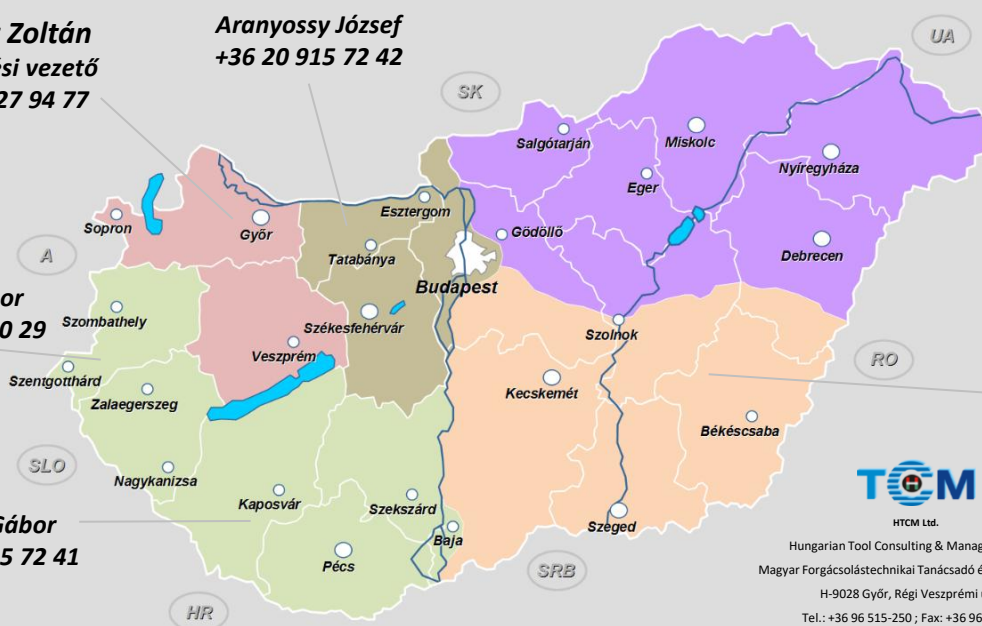 Zoltán
Aranyossy József
+36 20 915 72 42
vezető
27 94 77
UA
SK
Salgótarján
Miskolc
Nyíregyháza
Eger
Esztergom
Sopron
Győr
Gödöllő
A
Tatabánya
Debrecen
Budapest
0 29
Szombathely
Székesfehérvár
Szolnok
Veszprém
RO
Szentgotthárd
Kecskemét
Zalaegerszeg
Békéscsaba
SLO
Nagykanizsa
Kaposvár
Szekszárd
TCM
Szeged
HTCM Ltd.
Gábor
5 72 41
Baja
Hungarian Tool Consulting &
Pécs
SRB
Magyar Forgácsolástechnikai Tanácsadó
H-9028 Győr, Régi Veszprémi
HR
Tel.: +36 96 515-250 ; Fax: +36 96